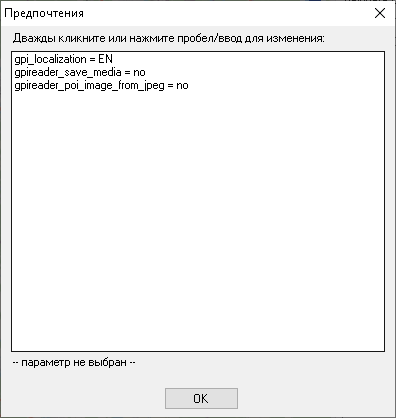 Предпочтения
Дважды кликните или нажмите пробел/ввод для изменения:
gpi_localization = EN
gpireader_save_media = no
gpireader_poi_image_from_jpeg = no
-- параметр не выбран --
OK